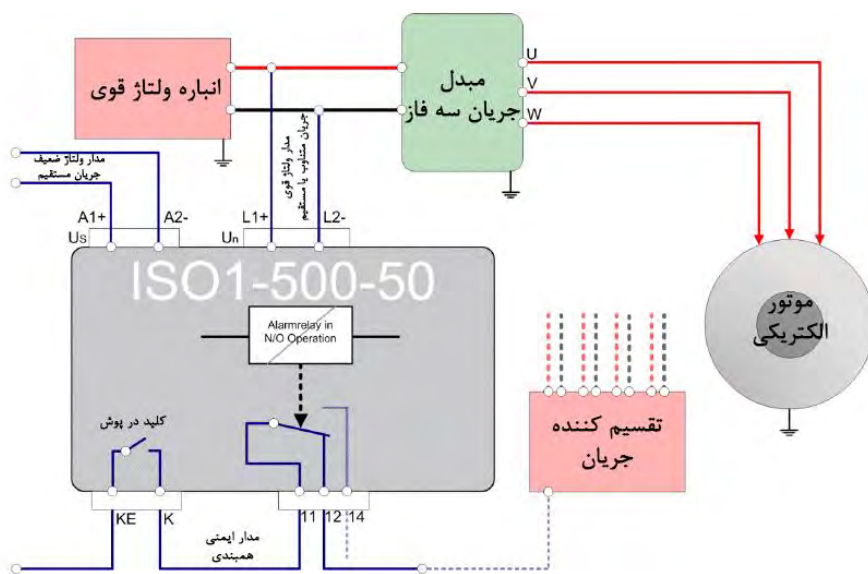 انباره ولتاژ قوی
مبدل
جریان سه فاز
U
V
W
مدار ولتاژ ضعیف
جریان مستقیم
مدار ولتاژ قوی
جریان متناوب یا مستقیم
A1+
A2-
L1+
L2-
Us
Un
ISO1-500-50
Alarmrelay in
N/O Operation
موتور
الکتریکی
کلید در پوش
تقسیم کننده
جریان
KE
K
11
12
14
مدار ایمنی
همبندی